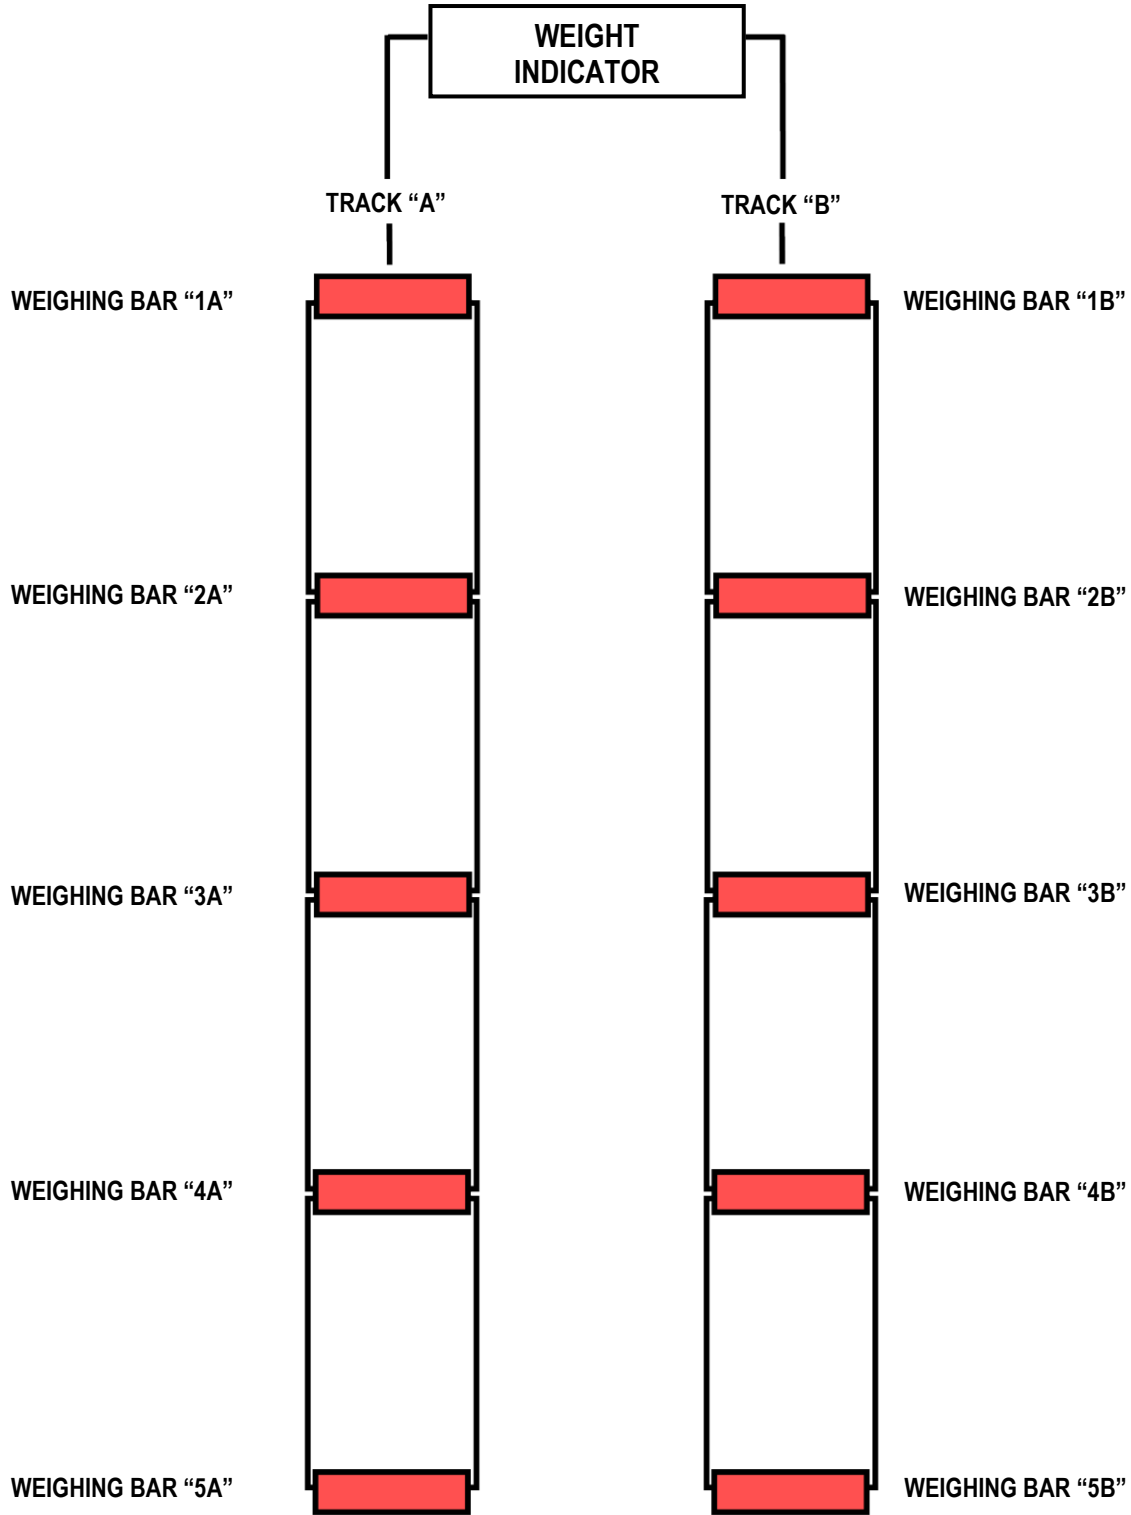 WEIGHT
INDICATOR
TRACK “A”
TRACK “B”
WEIGHING BAR “1A”
WEIGHING BAR “1B”
WEIGHING BAR “2A”
WEIGHING BAR “2B”
WEIGHING BAR “3A”
WEIGHING BAR “3B”
WEIGHING BAR “4A”
WEIGHING BAR “4B”
WEIGHING BAR “5A”
WEIGHING BAR “5B”